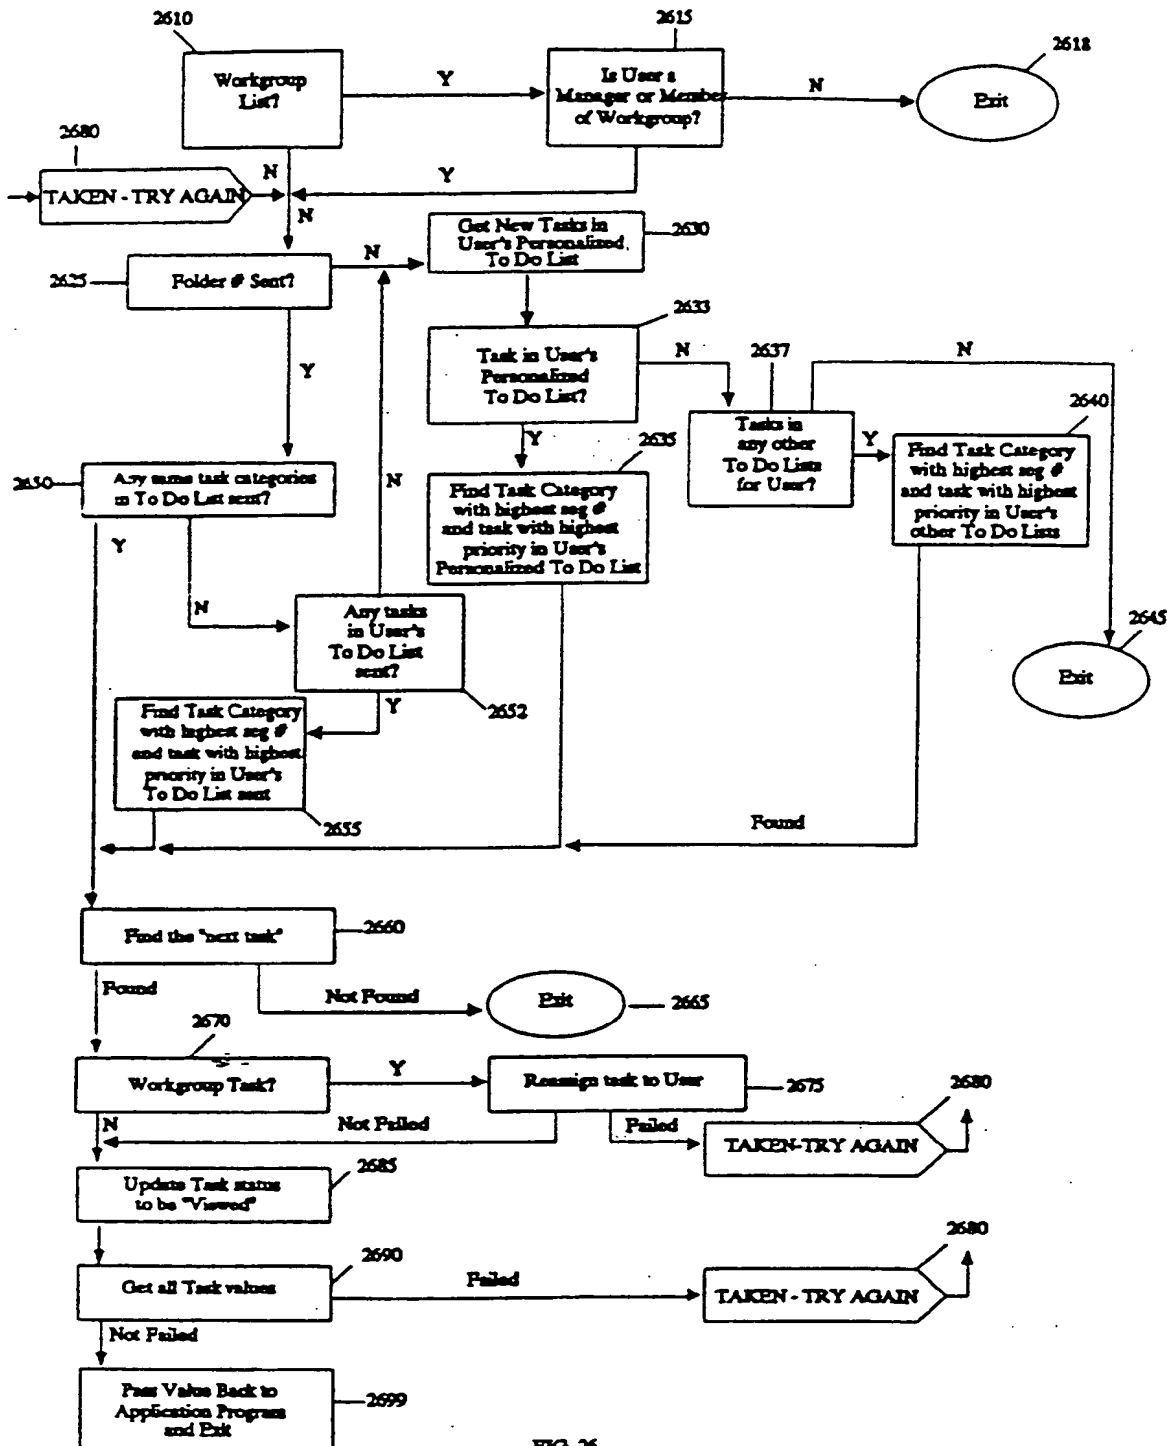 2610
2615
2618
Workgroup
List?
Y
Is User a
Manager or Member
of Workgroup?
N
Exit
2680
TAKEN - TRY AGAIN
N
Y
N
2625
Folder # Sent?
N
Get New Tasks in
User's Personalized,
To Do List
2630
2633
Y
Task in User's
Personalized
To Do List?
N
2637
N
2640
Tasks in
any other
To Do Lists
for User?
Y
Find Task Category
with highest seg #
and task with highest
priority in User's
other To Do Lists
Y
2635
2650
Any same task categories
in To Do List sent?
N
Find Task Category
with highest seg #
and task with highest
priority in User's
Personalized To Do List
Y
N
Any tasks
in User's
To Do List
sent?
2645
Exit
Y
2652
Find Task Category
with highest seg #
and task with highest
priority in User's
To Do List sent
2655
Found
Find the "next task"
2660
Found
Not Found
Exit
2665
2670
Workgroup Task?
Y
Reassign task to User
2675
2680
N
Not Failed
Failed
TAKEN-TRY AGAIN
2685
Update Task status
to be "Viewed"
2690
2680
Get all Task values
Failed
TAKEN - TRY AGAIN
Not Failed
Pass Value Back to
Application Program
and Exit
2699
FIG. 26